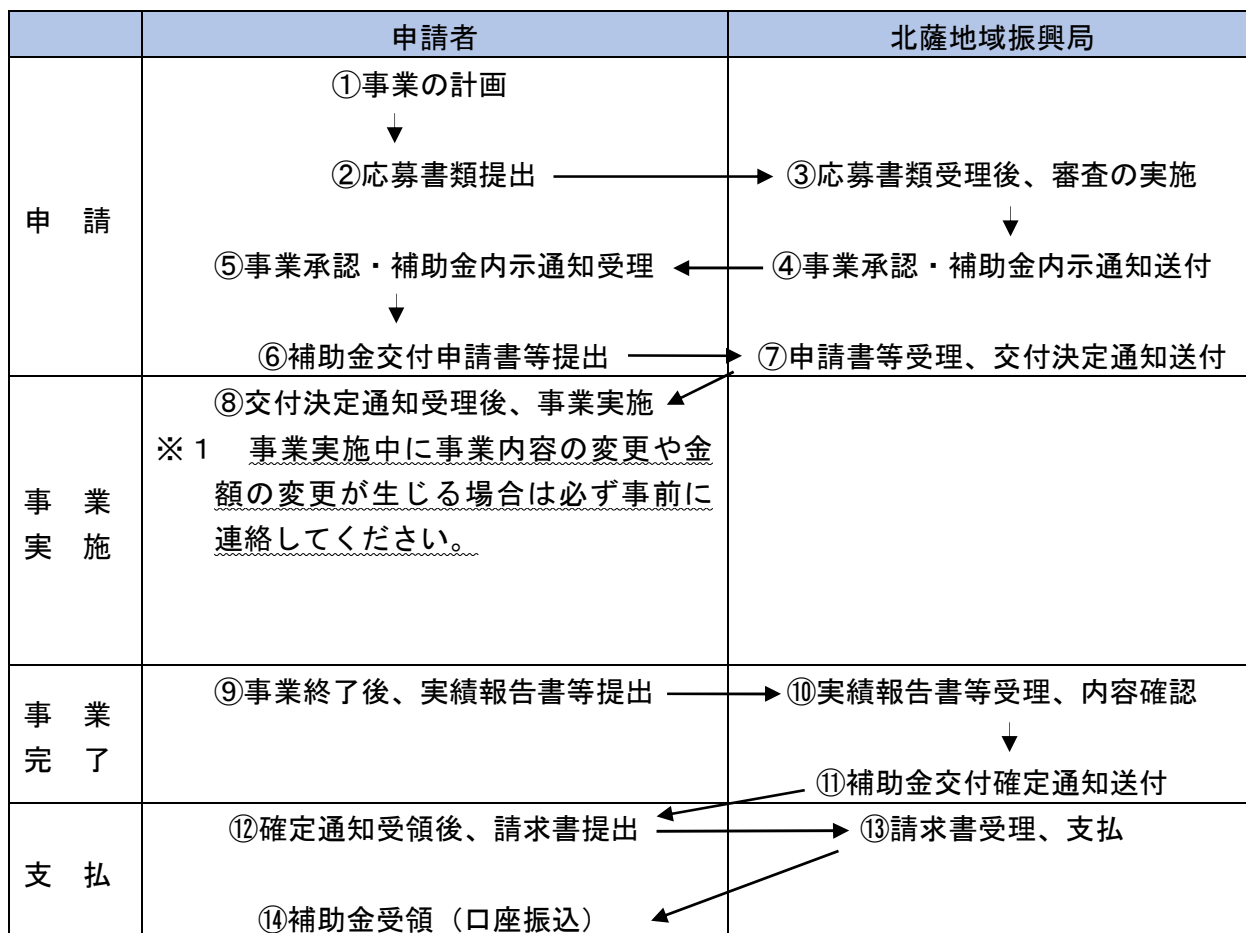 申請者 北薩地域振興局
①事業の計画
②応募書類提出 ③応募書類受理後、審査の実施
申 請
⑤事業承認・補助金内示通知受理 ④事業承認・補助金内示通知送付
⑥補助金交付申請書等提出 ⑦申請書等受理、交付決定通知送付
⑧交付決定通知受理後、事業実施
※1 事業実施中に事業内容の変更や金
額の変更が生じる場合は必ず事前に
連絡してください。
事 業
実 施
⑨事業終了後、実績報告書等提出 ⑩実績報告書等受理、内容確認
事 業
完 了
⑪補助金交付確定通知送付
⑫確定通知受領後、請求書提出 ⑬請求書受理、支払
支 払
⑭補助金受領（口座振込）